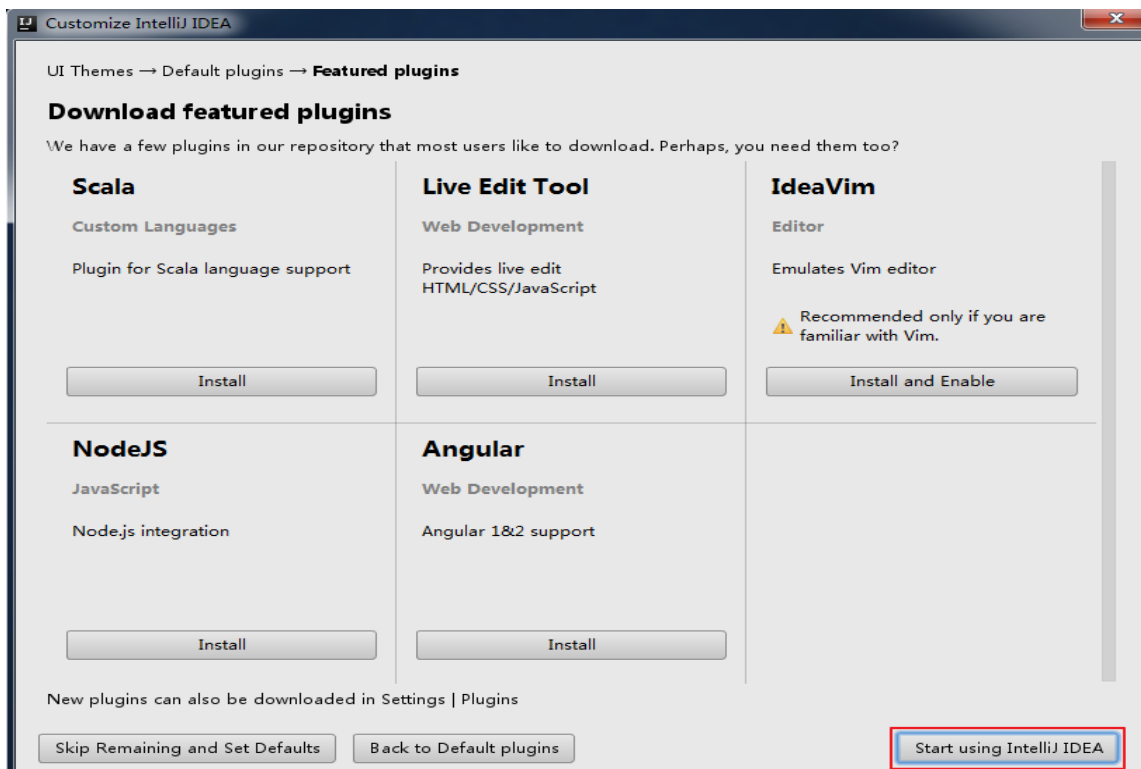 Customize IntelliJ IDEA
UI Themes → Default plugins → Featured plugins
Download featured plugins
We have a few plugins in our repository that most users like to download. Perhaps, you need them too?
Scala
Custom Languages
Plugin for Scala language support
Install
Live Edit Tool
Web Development
Provides live edit
HTML/CSS/JavaScript
Install
IdeaVim
Editor
Emulates Vim editor
Recommended only if you are
familiar with Vim.
Install and Enable
NodeJS
JavaScript
Node.js integration
Install
Angular
Web Development
Angular 1&2 support
Install
New plugins can also be downloaded in Settings | Plugins
Skip Remaining and Set Defaults
Back to Default plugins
Start using IntelliJ IDEA